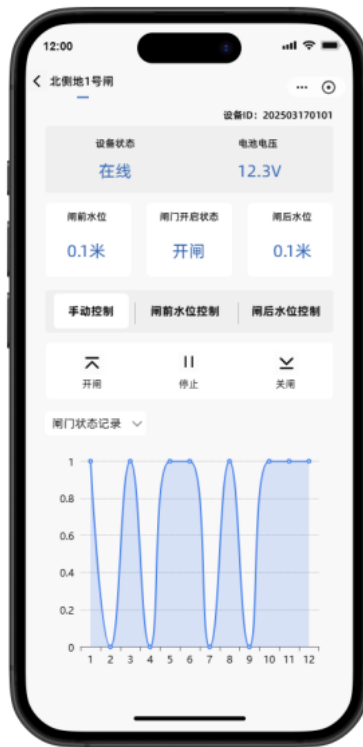 12:00
北侧地1号闸
设备ID: 202503170101
设备状态 电池电压
在线 12.3V
闸前水位 闸门开启状态 闸后水位
0.1米 开闸 0.1米
手动控制 闸前水位控制 闸后水位控制
开闸 停止 关闸
闸门状态记录
1
0.8
0.6
0.4
0.2
0
1 2 3 4 5 6 7 8 9 10 11 12